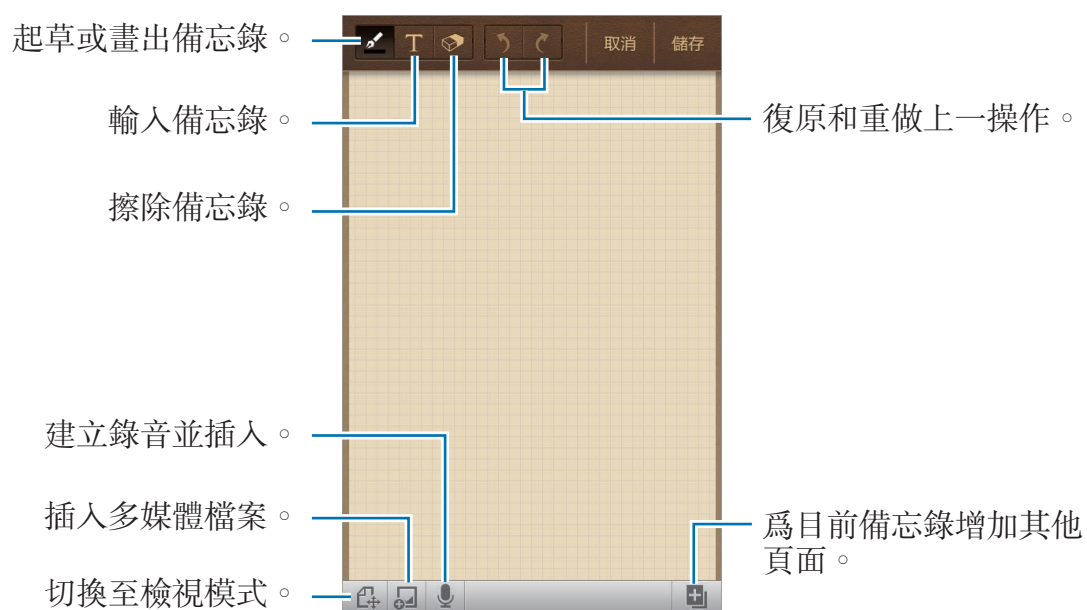 起草或畫出備忘錄。
T
取消
儲存
輸入備忘錄。
復原和重做上一操作。
擦除備忘錄。
建立錄音並插入。
插入多媒體檔案。
爲目前備忘錄增加其他
頁面。
切換至檢視模式。